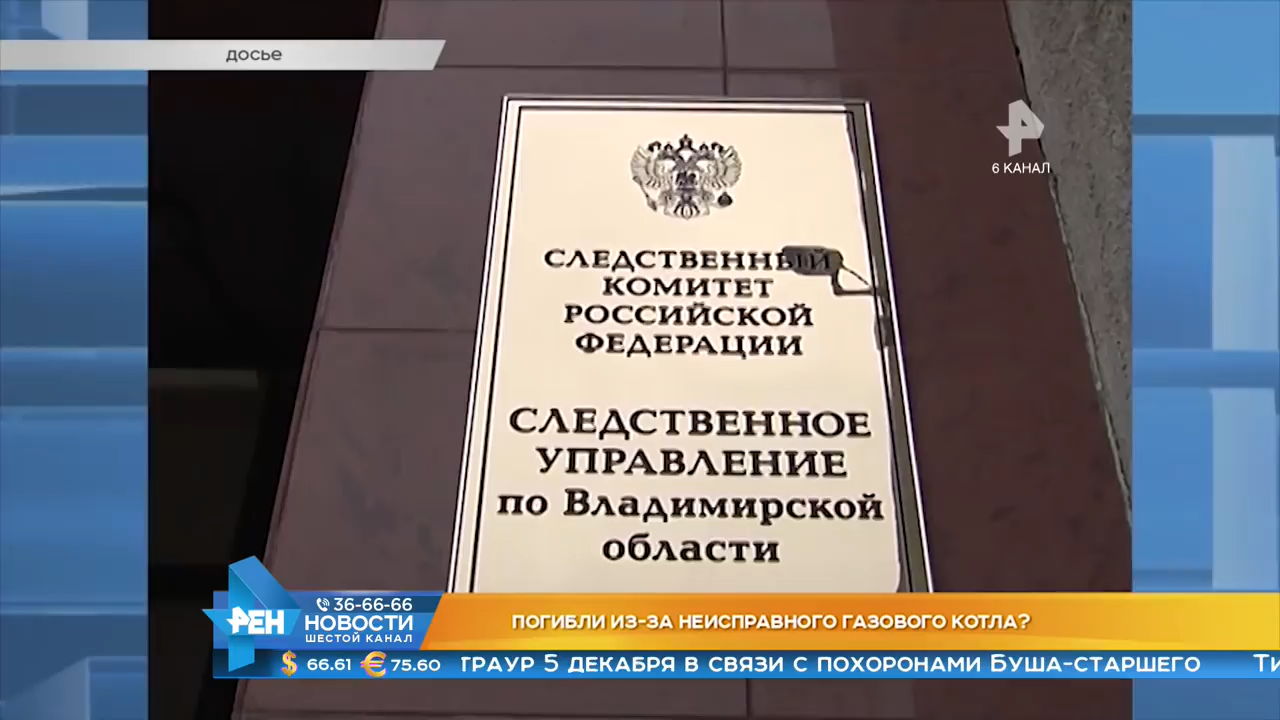 досье
6 КАНАЛ
СЛЕДСТВЕННЫЙ
КОМИТЕТ
РОССИЙСКОЙ
ФЕДЕРАЦИИ
СЛЕДСТВЕННОЕ
УПРАВЛЕНИЕ
по Владимирской
области
36-66-66
РЕН
НОВОСТИ
ШЕСТОЙ КАНАЛ
ПОГИБЛИ ИЗ-ЗА НЕИСПРАВНОГО ГАЗОВОГО КОТЛА?
$ 66.61 € 75.60 ТРАУР 5 ДЕКАБРЯ В СВЯЗИ С ПОХОРОНАМИ БУША-СТАРШЕГО